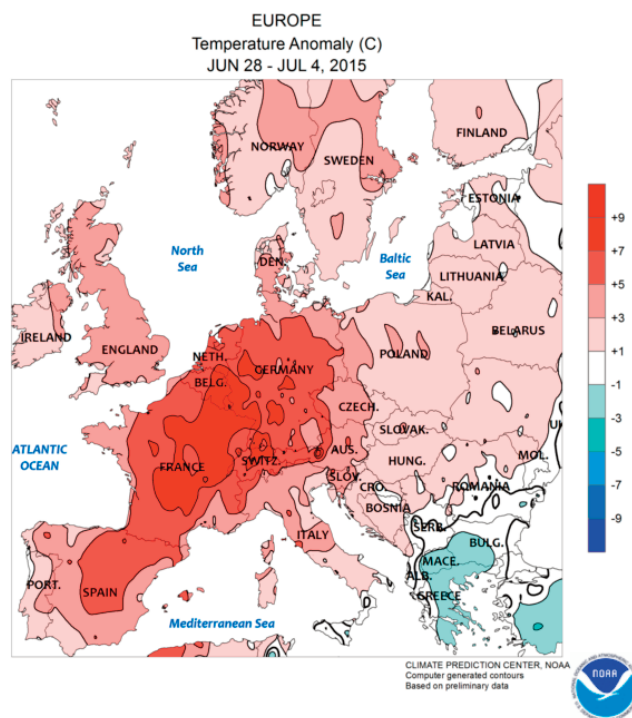 EUROPE
Temperature Anomaly (C)
JUN 28 - JUL 4, 2015
NORWAY
FINLAND
SWEDEN
ESTONIA
North
Sea
DEN.
Baltic
Sea
LATVIA
LITHUANIA
KAL.
IRELAND
ENGLAND
NETH.
BELG.
GERMANY
POLAND
BELARUS
CZECH.
ATLANTIC
OCEAN
FRANCE
SWITZ.
AUS.
SLOVAK.
HUNG.
MOL.
SLOV.
CRO.
ROMANIA
BOSNIA
SERB.
ITALY
BULG.
MACE.
ALB.
GREECE
PORT.
SPAIN
Mediterranean Sea
+9
+7
+5
+3
+1
-1
-3
-5
-7
-9
CLIMATE PREDICTION CENTER, NOAA
Computer generated contours
Based on preliminary data
NOAA